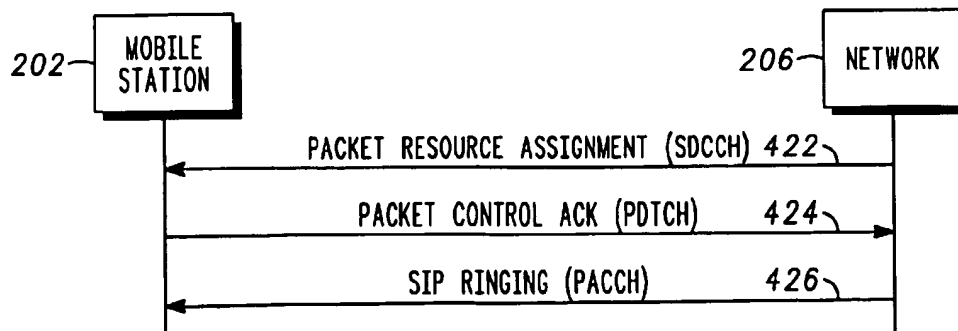 MOBILE
STATION
202
NETWORK
206
PACKET RESOURCE ASSIGNMENT (SDCCH) 422
PACKET CONTROL ACK (PDTCH) 424
SIP RINGING (PACCH) 426